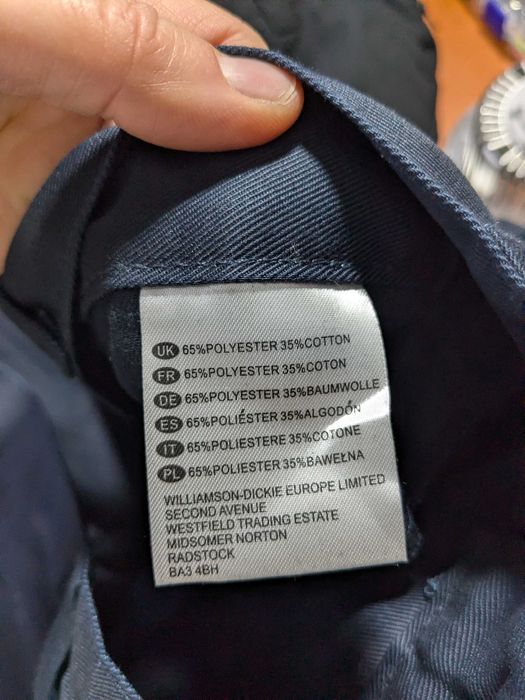 UK 65%POLYESTER 35%COTTON
FR 65%POLYESTER 35%COTON
DE 65%POLYESTER 35%BAUMWOLLE
ES 65%POLIÉSTER 35%ALGODÓN
IT 65%POLIESTERE 35%COTONE
PL 65%POLIESTER 35%BAWEŁNA
WILLIAMSON-DICKIE EUROPE LIMITED
SECOND AVENUE
WESTFIELD TRADING ESTATE
MIDSOMER NORTON
RADSTOCK
BA3 4BH